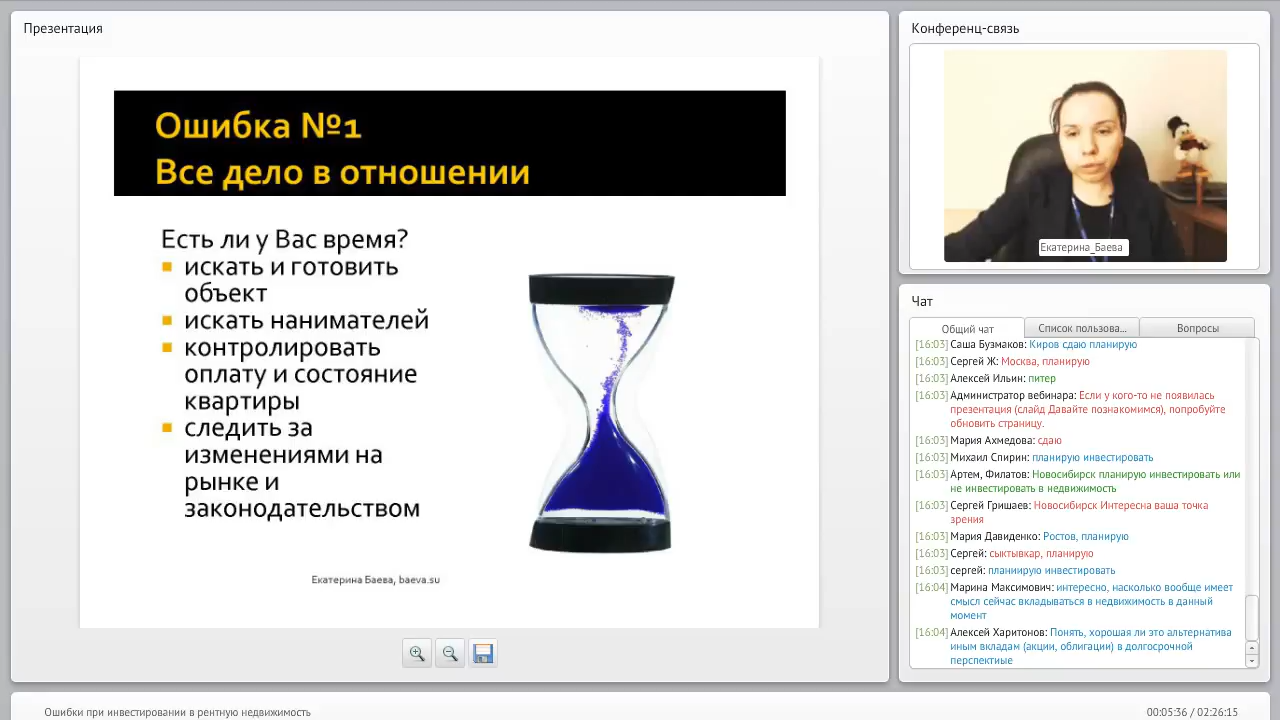 Презентация
Ошибка №1
Все дело в отношении
Есть ли у Вас время?
искать и готовить
объект
искать нанимателей
контролировать
оплату и состояние
квартиры
следить за
изменениями на
рынке и
законодательством
Екатерина Баева, baeva.su
Конференц-связь
Екатерина_Баева
Чат
Общий чат
Список пользова...
Вопросы
[16:03] Саша Бузмаков: Киров сдаю планирую
[16:03] Сергей Ж: Москва, планирую
[16:03] Алексей Ильин: питер
[16:03] Администратор вебинара: Если у кого-то не появилась
презентация (слайд Давайте познакомимся), попробуйте
обновить страницу.
[16:03] Мария Ахмедова: сдаю
[16:03] Михаил Спирин: планирую инвестировать
[16:03] Артем, Филатов: Новосибирск планирую инвестировать или
не инвестировать в недвижимость
[16:03] Сергей Гришаев: Новосибирск Интересна ваша точка
зрения
[16:03] Мария Давиденко: Ростов, планирую
[16:03] Сергей: сыктывкар, планирую
[16:03] сергей: планиирую инвестировать
[16:04] Марина Максимович: интересно, насколько вообще имеет
смысл сейчас вкладываться в недвижимость в данный
момент
[16:04] Алексей Харитонов: Понять, хорошая ли это альтернатива
иным вкладам (акции, облигации) в долгосрочной
перспектиые
Ошибки при инвестировании в рентную недвижимость
00:05:36 / 02:26:15